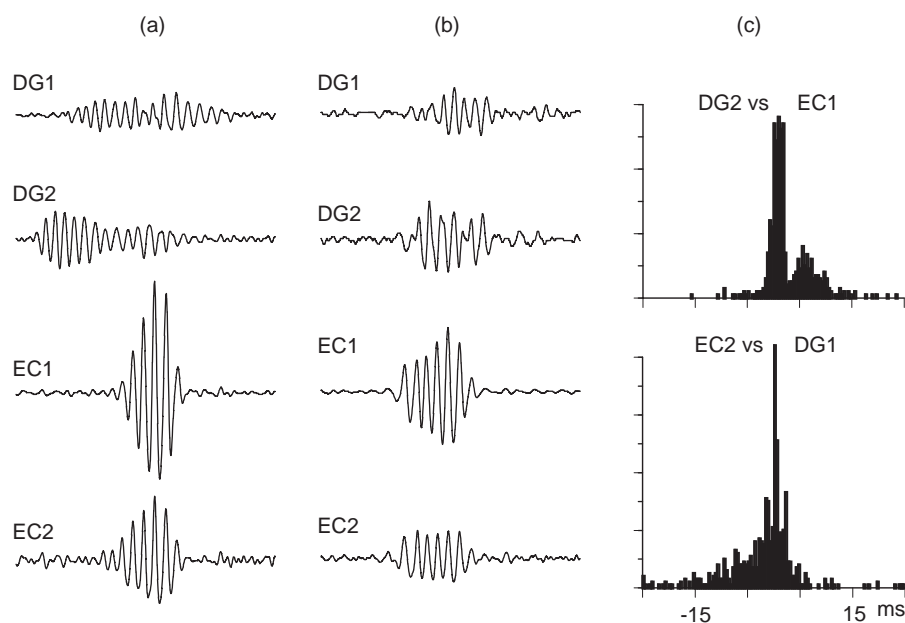 (a)
(b)
(c)
DG1
DG2
EC1
EC2
DG1
DG2
EC1
EC2
DG2 vs EC1
EC2 vs DG1
-15 15 ms